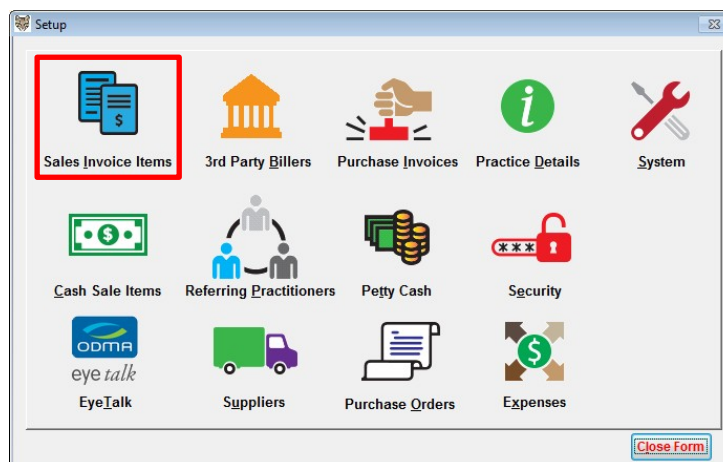 Setup
$
i
Sales Invoice Items 3rd Party Billers Purchase Invoices Practice Details System
$
***
Cash Sale Items Referring Practitioners Petty Cash Security
ODMA
eye talk
$
EyeTalk Suppliers Purchase Orders Expenses
Close Form